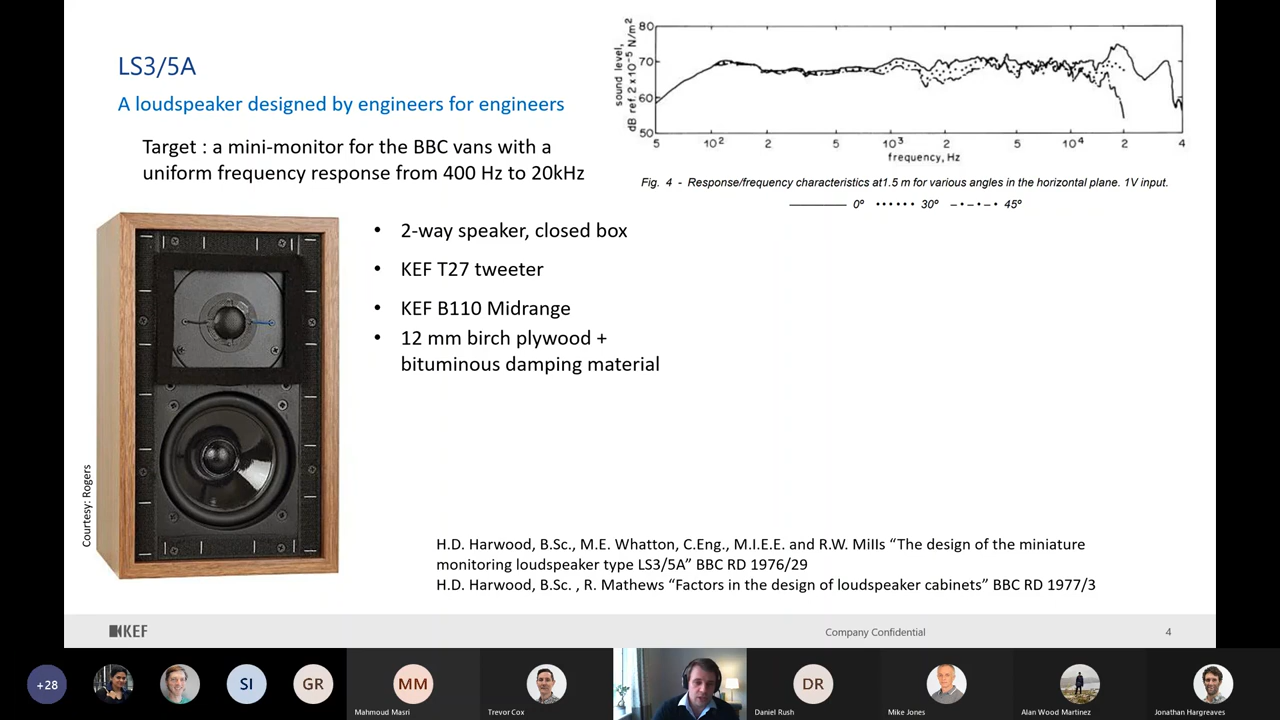 LS3/5A
A loudspeaker designed by engineers for engineers
Target : a mini-monitor for the BBC vans with a
uniform frequency response from 400 Hz to 20kHz
sound level,
dB ref. 2 x 10⁻⁵ N/m²
80
70
60
50
5 10² 2 5 10³ 2 5 10⁴ 2 4
frequency, Hz
Fig. 4 - Response/frequency characteristics at1.5 m for various angles in the horizontal plane. 1V input.
0º 30º 45º
• 2-way speaker, closed box
• KEF T27 tweeter
• KEF B110 Midrange
• 12 mm birch plywood +
bituminous damping material
Courtesy: Rogers
H.D. Harwood, B.Sc., M.E. Whatton, C.Eng., M.I.E.E. and R.W. Mills “The design of the miniature
monitoring loudspeaker type LS3/5A” BBC RD 1976/29
H.D. Harwood, B.Sc. , R. Mathews “Factors in the design of loudspeaker cabinets” BBC RD 1977/3
KEF
Company Confidential
4
+28
SI
GR
MM
DR
Mahmoud Masri
Trevor Cox
Daniel Rush
Mike Jones
Alan Wood Martinez
Jonathan Hargreaves